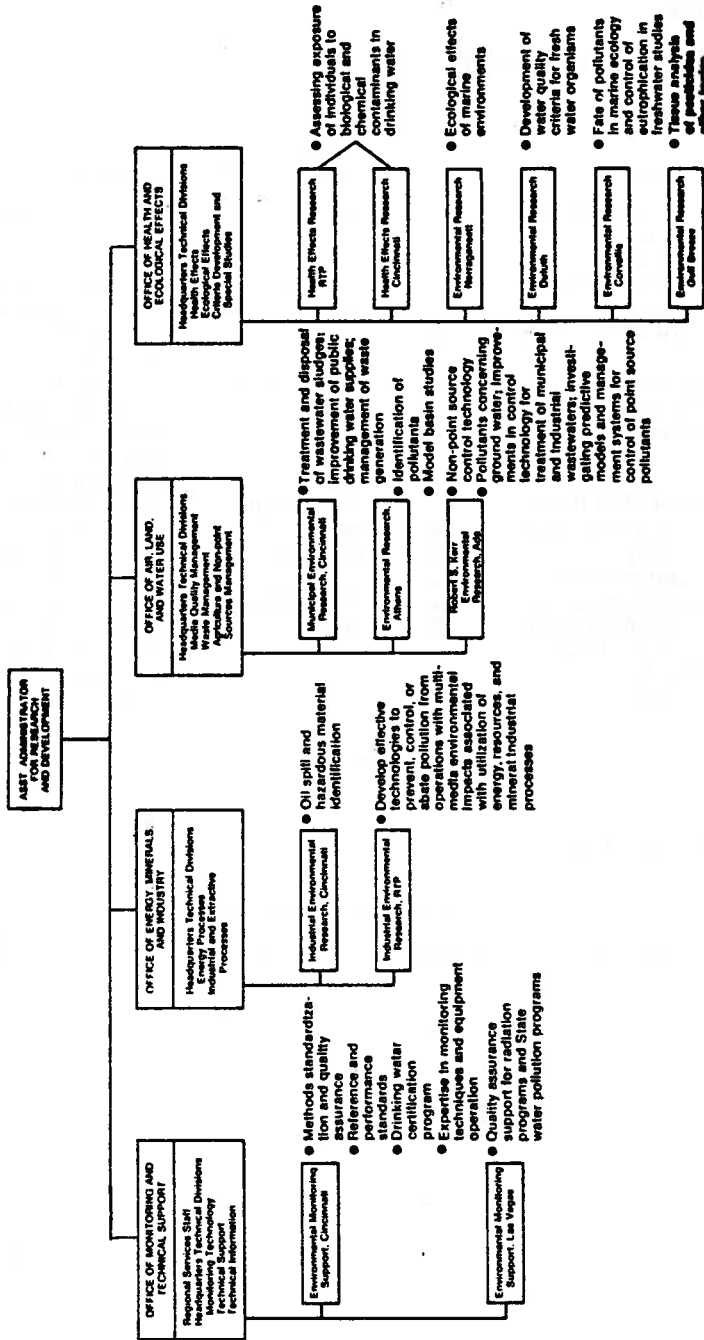 ASST ADMINISTRATOR
FOR RESEARCH
AND DEVELOPMENT
OFFICE OF MONITORING AND
TECHNICAL SUPPORT
Regional Services Staff
Headquarters Technical Divisions
Monitoring Technology
Technical Support
Technical Information
Environmental Monitoring
Support, Cincinnati
● Methods standardiza-
tion and quality
assurance
● Reference and
performance
standards
● Drinking water
certification
program
● Expertise in monitoring
techniques and equipment
operation
Environmental Monitoring
Support, Las Vegas
● Quality assurance
support for radiation
programs and State
water pollution programs
OFFICE OF ENERGY, MINERALS,
AND INDUSTRY
Headquarters Technical Divisions
Energy Processes
Industrial and Extractive
Processes
Industrial Environmental
Research, Cincinnati
● Oil spill and
hazardous material
identification
Industrial Environmental
Research, RTP
● Develop effective
technologies to
prevent, control, or
abate pollution from
operations with multi-
media environmental
impacts associated
with utilization of
energy, resources, and
mineral industrial
processes
OFFICE OF AIR, LAND,
AND WATER USE
Headquarters Technical Divisions
Media Quality Management
Waste Management
Agriculture and Non-point
Sources Management
Municipal Environmental
Research, Cincinnati
● Treatment and disposal
of wastewater sludges;
improvement of public
drinking water supplies;
management of waste
generation
Environmental Research,
Athens
● Identification of
pollutants
● Model basin studies
● Non-point source
control technology
Robert S. Kerr
Environmental
Research, Ada
● Pollutants concerning
ground water; improve-
ments in control
technology for
treatment of municipal
and industrial
wastewaters; investi-
gating predictive
models and manage-
ment systems for
control of point source
pollutants
OFFICE OF HEALTH AND
ECOLOGICAL EFFECTS
Headquarters Technical Divisions
Health Effects
Ecological Effects
Criteria Development and
Special Studies
Health Effects Research
RTP
Health Effects Research
Cincinnati
● Assessing exposure
of individuals to
biological and
chemical
contaminants in
drinking water
Environmental Research
Narragansett
● Ecological effects
of marine
environments
Environmental Research
Duluth
● Development of
water quality
criteria for fresh
water organisms
Environmental Research
Corvallis
● Fate of pollutants
in marine ecology
and control of
eutrophication in
freshwater studies
Environmental Research
Gulf Breeze
● Tissue analysis
of pesticides and